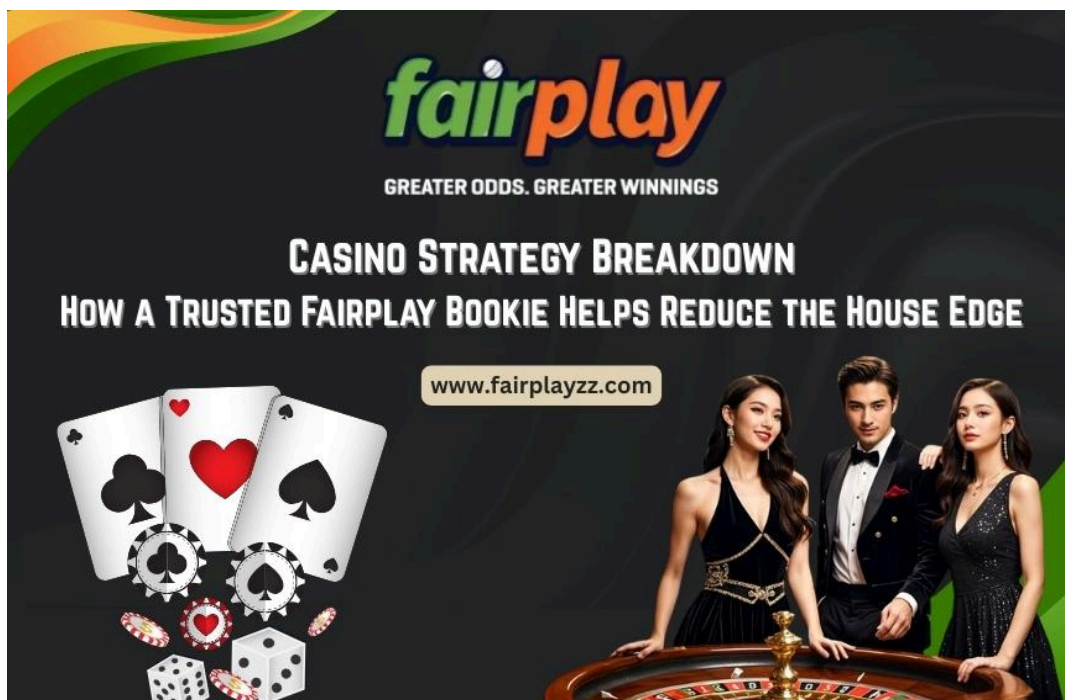 fairplay
GREATER ODDS. GREATER WINNINGS
CASINO STRATEGY BREAKDOWN
HOW A TRUSTED FAIRPLAY BOOKIE HELPS REDUCE THE HOUSE EDGE
www.fairplayzz.com